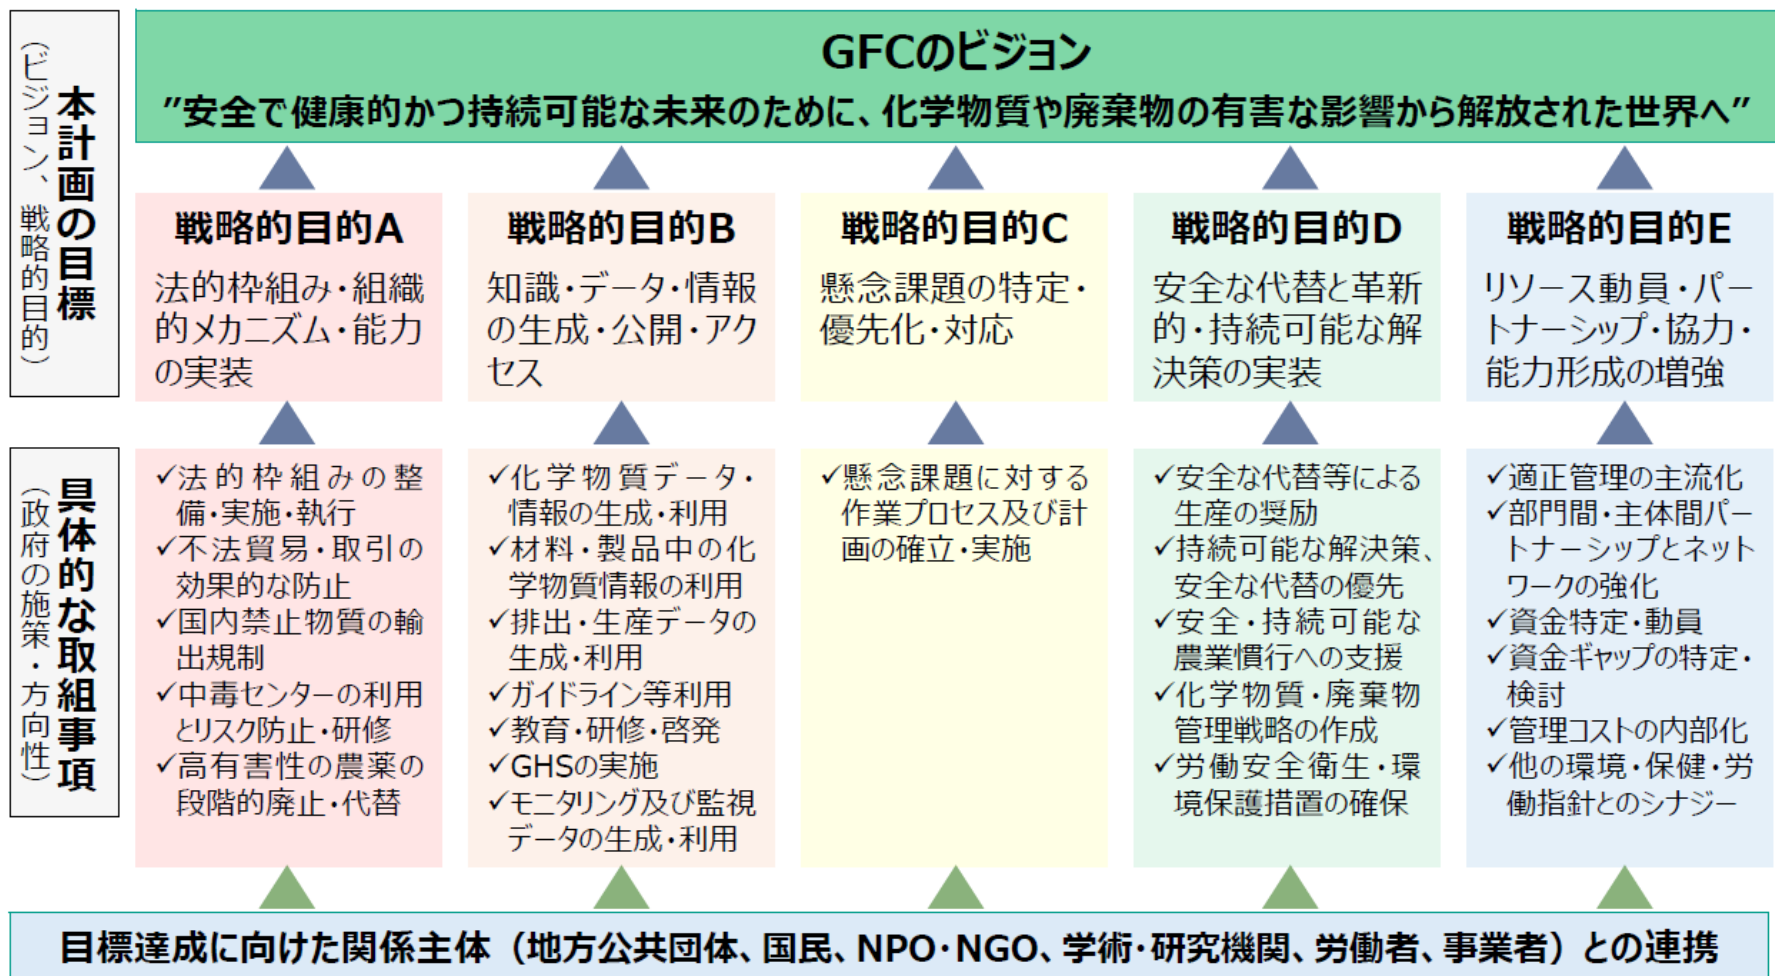 本計画の目標
（ビジョン、戦略的目的）
GFCのビジョン
”安全で健康的かつ持続可能な未来のために、化学物質や廃棄物の有害な影響から解放された世界へ”
戦略的目的A
法的枠組み・組織
的メカニズム・能力
の実装
戦略的目的B
知識・データ・情報
の生成・公開・アク
セス
戦略的目的C
懸念課題の特定・
優先化・対応
戦略的目的D
安全な代替と革新
的・持続可能な解
決策の実装
戦略的目的E
リソース動員・パー
トナーシップ・協力・
能力形成の増強
具体的な取組事項
（政府の施策・方向性）
✓法的枠組みの整
備・実施・執行
✓不法貿易・取引の
効果的な防止
✓国内禁止物質の輸
出規制
✓中毒センターの利用
とリスク防止・研修
✓高有害性の農薬の
段階的廃止・代替
✓化学物質データ・
情報の生成・利用
✓材料・製品中の化
学物質情報の利用
✓排出・生産データの
生成・利用
✓ガイドライン等利用
✓教育・研修・啓発
✓GHSの実施
✓モニタリング及び監視
データの生成・利用
✓懸念課題に対する
作業プロセス及び計
画の確立・実施
✓安全な代替等による
生産の奨励
✓持続可能な解決策、
安全な代替の優先
✓安全・持続可能な
農業慣行への支援
✓化学物質・廃棄物
管理戦略の作成
✓労働安全衛生・環
境保護措置の確保
✓適正管理の主流化
✓部門間・主体間パー
トナーシップとネット
ワークの強化
✓資金特定・動員
✓資金ギャップの特定・
検討
✓管理コストの内部化
✓他の環境・保健・労
働指針とのシナジー
目標達成に向けた関係主体（地方公共団体、国民、NPO・NGO、学術・研究機関、労働者、事業者）との連携